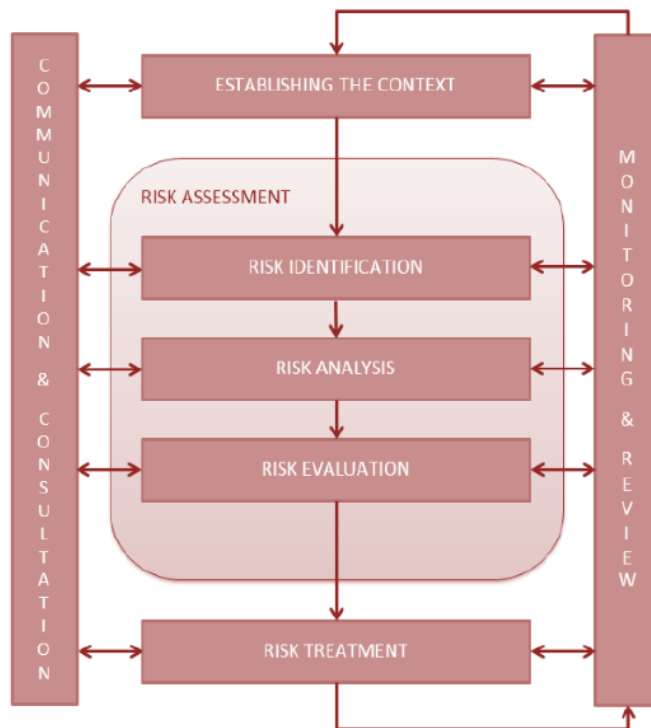 COMMUNICATION & CONSULTATION
ESTABLISHING THE CONTEXT
RISK ASSESSMENT
RISK IDENTIFICATION
RISK ANALYSIS
RISK EVALUATION
RISK TREATMENT
MONITORING & REVIEW